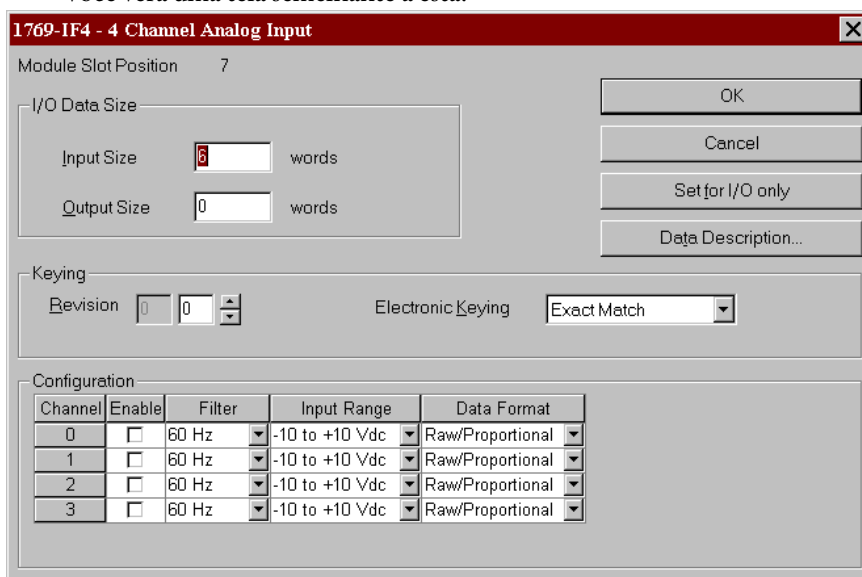 Você verá uma tela semelhante a esta:
1769-IF4 - 4 Channel Analog Input
Module Slot Position 7
I/O Data Size
Input Size 6 words
Output Size 0 words
OK
Cancel
Set for I/O only
Data Description...
Keying
Revision 0 0
Electronic Keying Exact Match
Configuration
Channel Enable Filter Input Range Data Format
0 60 Hz -10 to +10 Vdc Raw/Proportional
1 60 Hz -10 to +10 Vdc Raw/Proportional
2 60 Hz -10 to +10 Vdc Raw/Proportional
3 60 Hz -10 to +10 Vdc Raw/Proportional